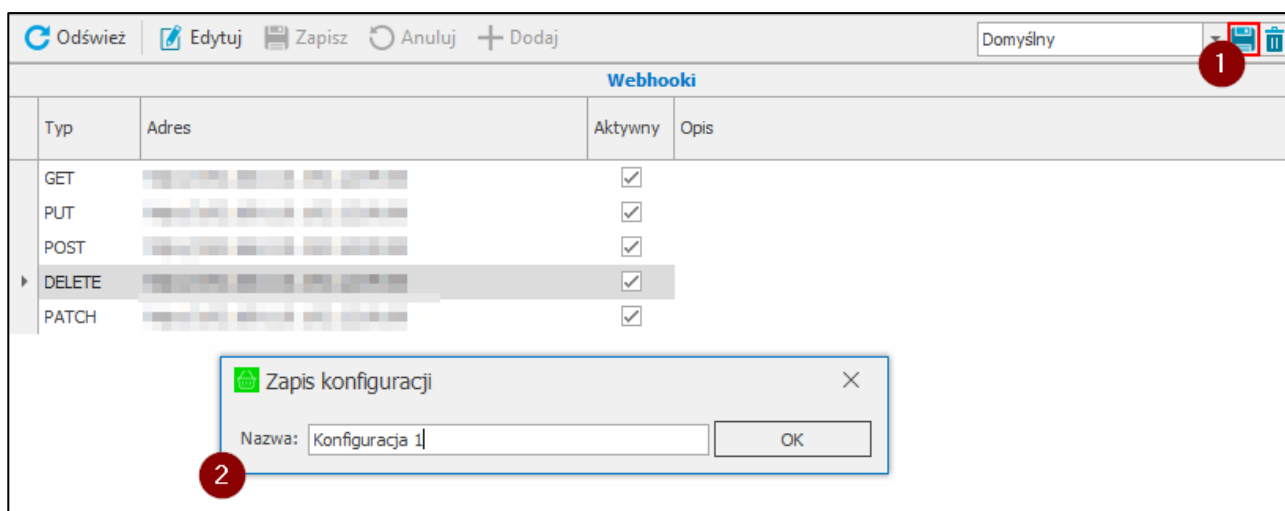 Odśwież Edytuj Zapisz Anuluj Dodaj Domyślny
1
Webhooki
Typ Adres Aktywny Opis
GET
PUT
POST
DELETE
PATCH
Zapis konfiguracji
Nazwa: Konfiguracja 1 OK
2